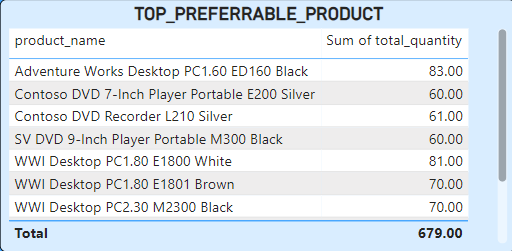 TOP_PREFERRABLE_PRODUCT
product_name Sum of total_quantity
Adventure Works Desktop PC1.60 ED160 Black 83.00
Contoso DVD 7-Inch Player Portable E200 Silver 60.00
Contoso DVD Recorder L210 Silver 61.00
SV DVD 9-Inch Player Portable M300 Black 60.00
WWI Desktop PC1.80 E1800 White 81.00
WWI Desktop PC1.80 E1801 Brown 70.00
WWI Desktop PC2.30 M2300 Black 70.00
Total 679.00